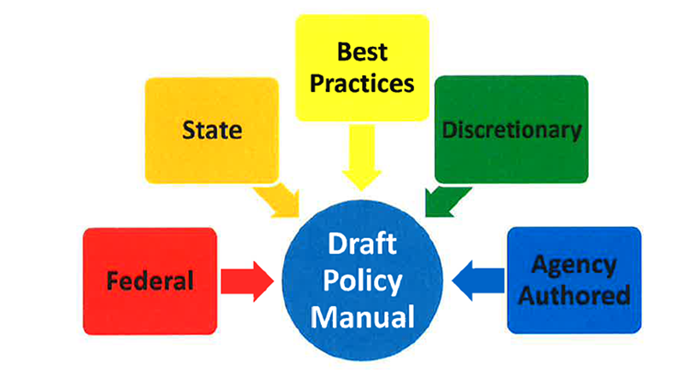 Best
Practices
State
Discretionary
Federal
Draft
Policy
Manual
Agency
Authored